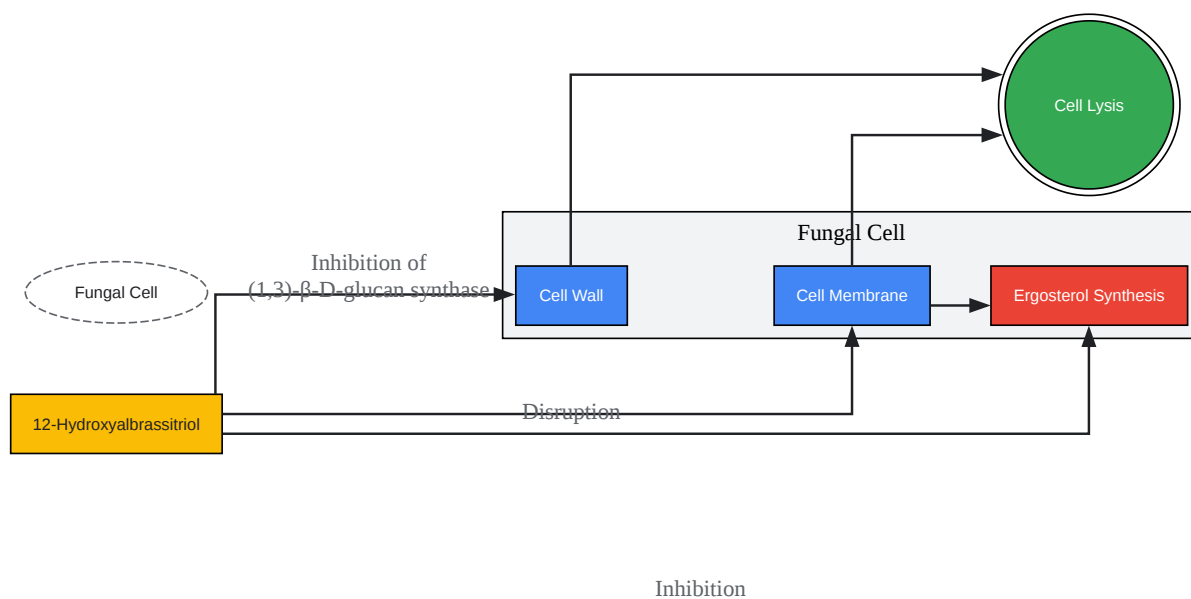 Cell Lysis
Fungal Cell
Inhibition of
(1,3)-β-D-glucan synthase
Fungal Cell
Cell Wall
Cell Membrane
Ergosterol Synthesis
12-Hydroxyalbrassitriol
Disruption
Inhibition